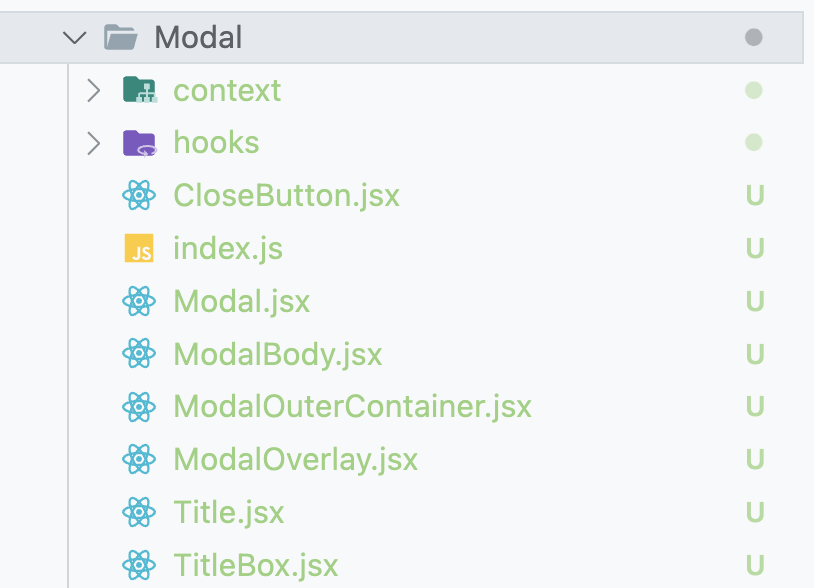 Modal
context
hooks
CloseButton.jsx U
JS index.js U
Modal.jsx U
ModalBody.jsx U
ModalOuterContainer.jsx U
ModalOverlay.jsx U
Title.jsx U
TitleBox.jsx U